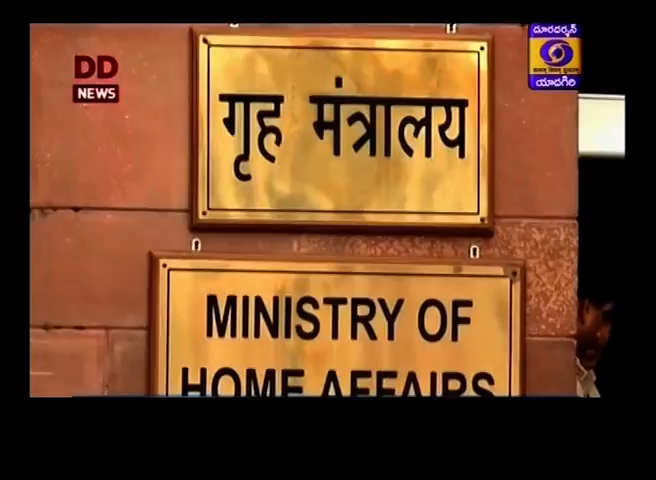 DD
NEWS
దూరదర్శన్
యాదగిరి
गृह मंत्रालय
MINISTRY OF
HOME AFFAIRS